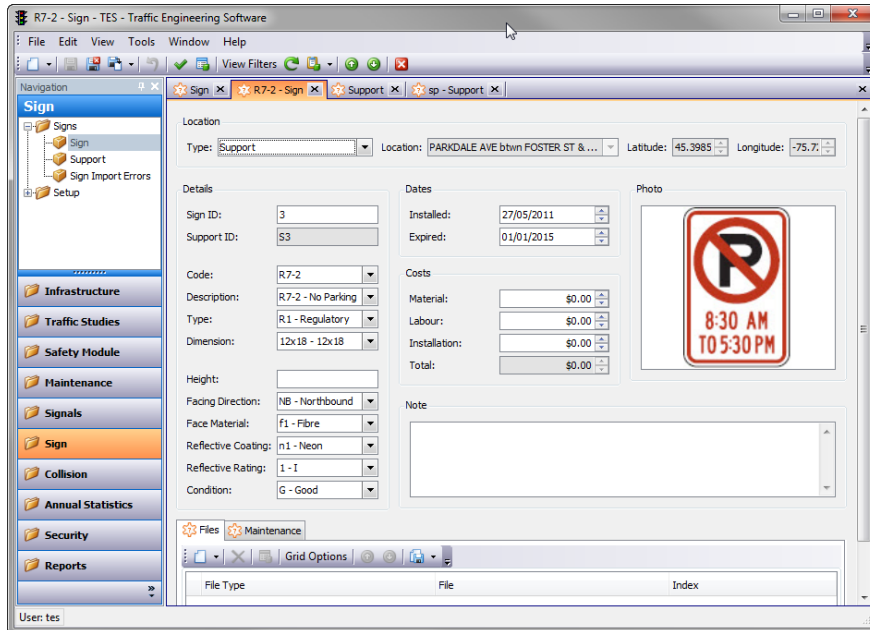 R7-2 - Sign - TES - Traffic Engineering Software
File Edit View Tools Window Help
View Filters
Navigation
Sign
Signs
Sign
Support
Sign Import Errors
Setup
Infrastructure
Traffic Studies
Safety Module
Maintenance
Signals
Sign
Collision
Annual Statistics
Security
Reports
Sign R7-2 - Sign Support sp - Support
Location
Type: Support Location: PARKDALE AVE btwn FOSTER ST & ... Latitude: 45.3985 Longitude:
Details
Sign ID: 3
Support ID: S3
Code: R7-2
Description: R7-2 - No Parking
Type: R1 - Regulatory
Dimension: 12x18 - 12x18
Height:
Facing Direction: NB - Northbound
Face Material: f1 - Fibre
Reflective Coating: n1 - Neon
Reflective Rating: 1 - I
Condition: G - Good
Dates
Installed: 27/05/2011
Expired: 01/01/2015
Costs
Material: $0.00
Labour: $0.00
Installation: $0.00
Total: $0.00
Photo
P
8:30 AM
TO 5:30 PM
Note
Files Maintenance
Grid Options
File Type File Index
User: tes